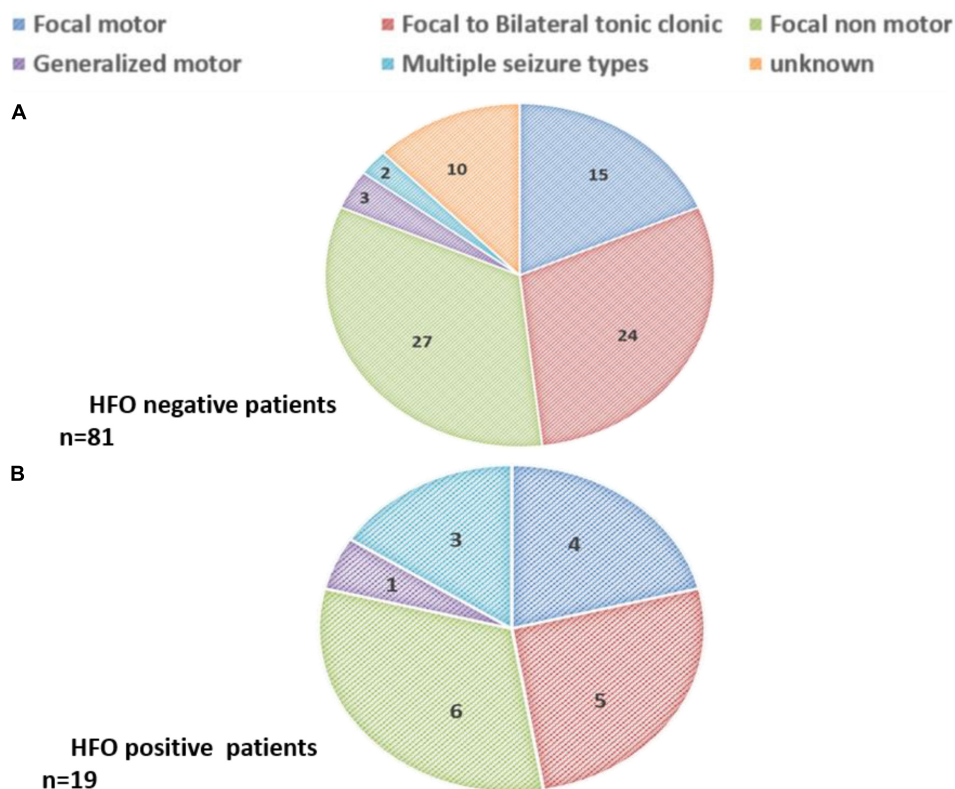 Focal motor Focal to Bilateral tonic clonic Focal non motor
Generalized motor Multiple seizure types unknown
A
10
15
2
3
27
24
HFO negative patients
n=81
B
3
4
1
6
5
HFO positive patients
n=19